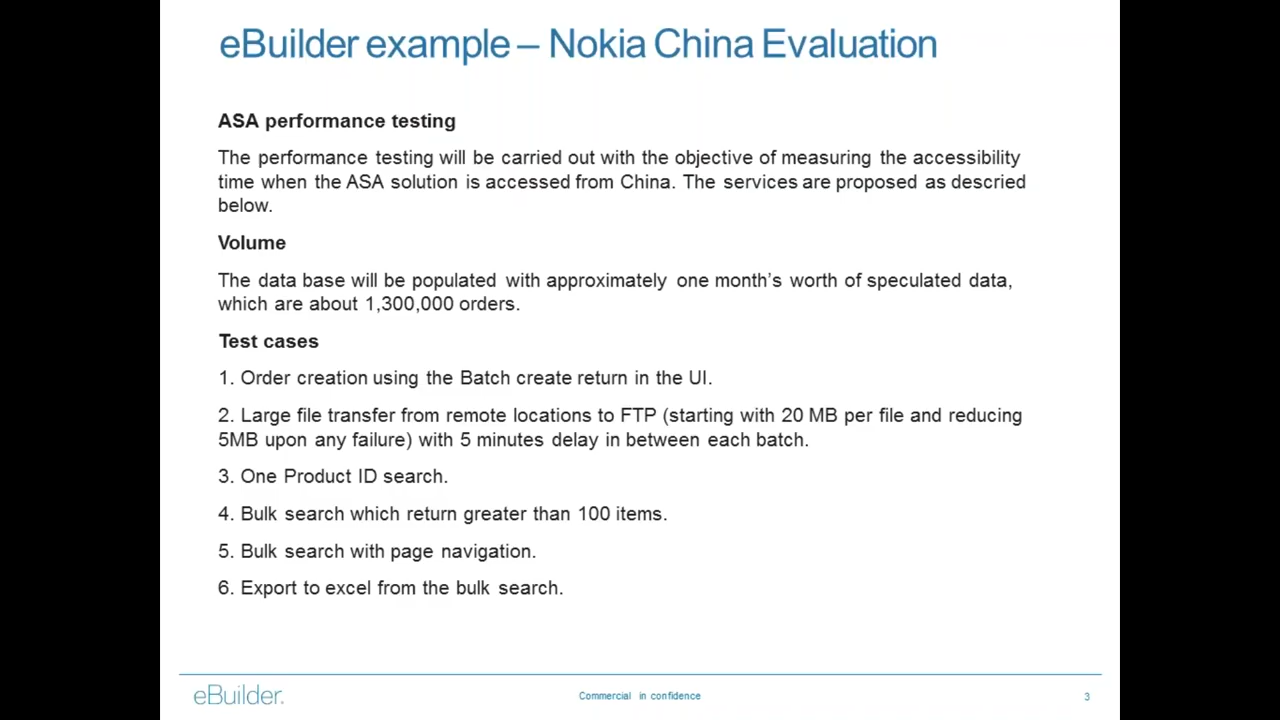 eBuilder example – Nokia China Evaluation
ASA performance testing
The performance testing will be carried out with the objective of measuring the accessibility
time when the ASA solution is accessed from China. The services are proposed as descried
below.
Volume
The data base will be populated with approximately one month’s worth of speculated data,
which are about 1,300,000 orders.
Test cases
1. Order creation using the Batch create return in the UI.
2. Large file transfer from remote locations to FTP (starting with 20 MB per file and reducing
5MB upon any failure) with 5 minutes delay in between each batch.
3. One Product ID search.
4. Bulk search which return greater than 100 items.
5. Bulk search with page navigation.
6. Export to excel from the bulk search.
eBuilder.
Commercial in confidence
3